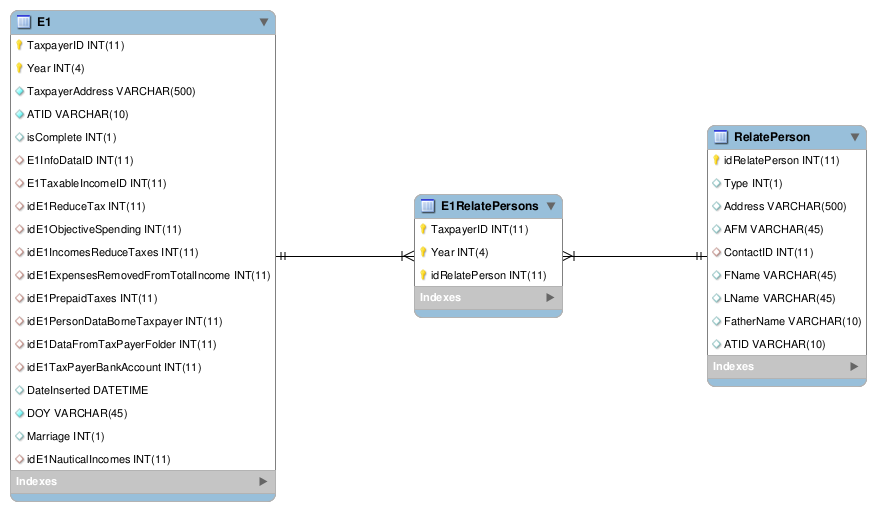 E1
TaxpayerID INT(11)
Year INT(4)
TaxpayerAddress VARCHAR(500)
ATID VARCHAR(10)
isComplete INT(1)
E1InfoDataID INT(11)
E1TaxableIncomeID INT(11)
idE1ReduceTax INT(11)
idE1ObjectiveSpending INT(11)
idE1IncomesReduceTaxes INT(11)
idE1ExpensesRemovedFromTotalIncome INT(11)
idE1PrepaidTaxes INT(11)
idE1PersonDataBorneTaxpayer INT(11)
idE1DataFromTaxPayerFolder INT(11)
idE1TaxPayerBankAccount INT(11)
DateInserted DATETIME
DOY VARCHAR(45)
Marriage INT(1)
idE1NauticalIncomes INT(11)
Indexes
E1RelatePersons
TaxpayerID INT(11)
Year INT(4)
idRelatePerson INT(11)
Indexes
RelatePerson
idRelatePerson INT(11)
Type INT(1)
Address VARCHAR(500)
AFM VARCHAR(45)
ContactID INT(11)
FName VARCHAR(45)
LName VARCHAR(45)
FatherName VARCHAR(10)
ATID VARCHAR(10)
Indexes